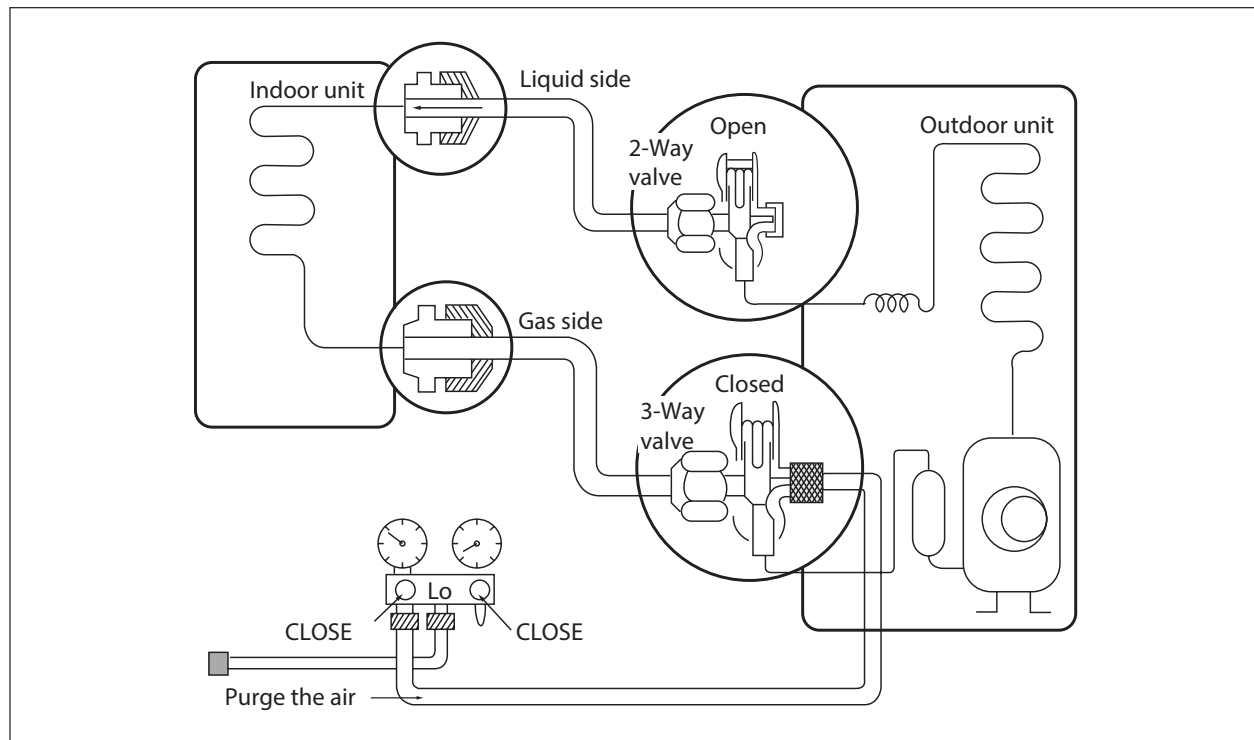 Indoor unit
Liquid side
Open
2-Way
valve
Outdoor unit
Gas side
Closed
3-Way
valve
Lo
CLOSE
CLOSE
Purge the air